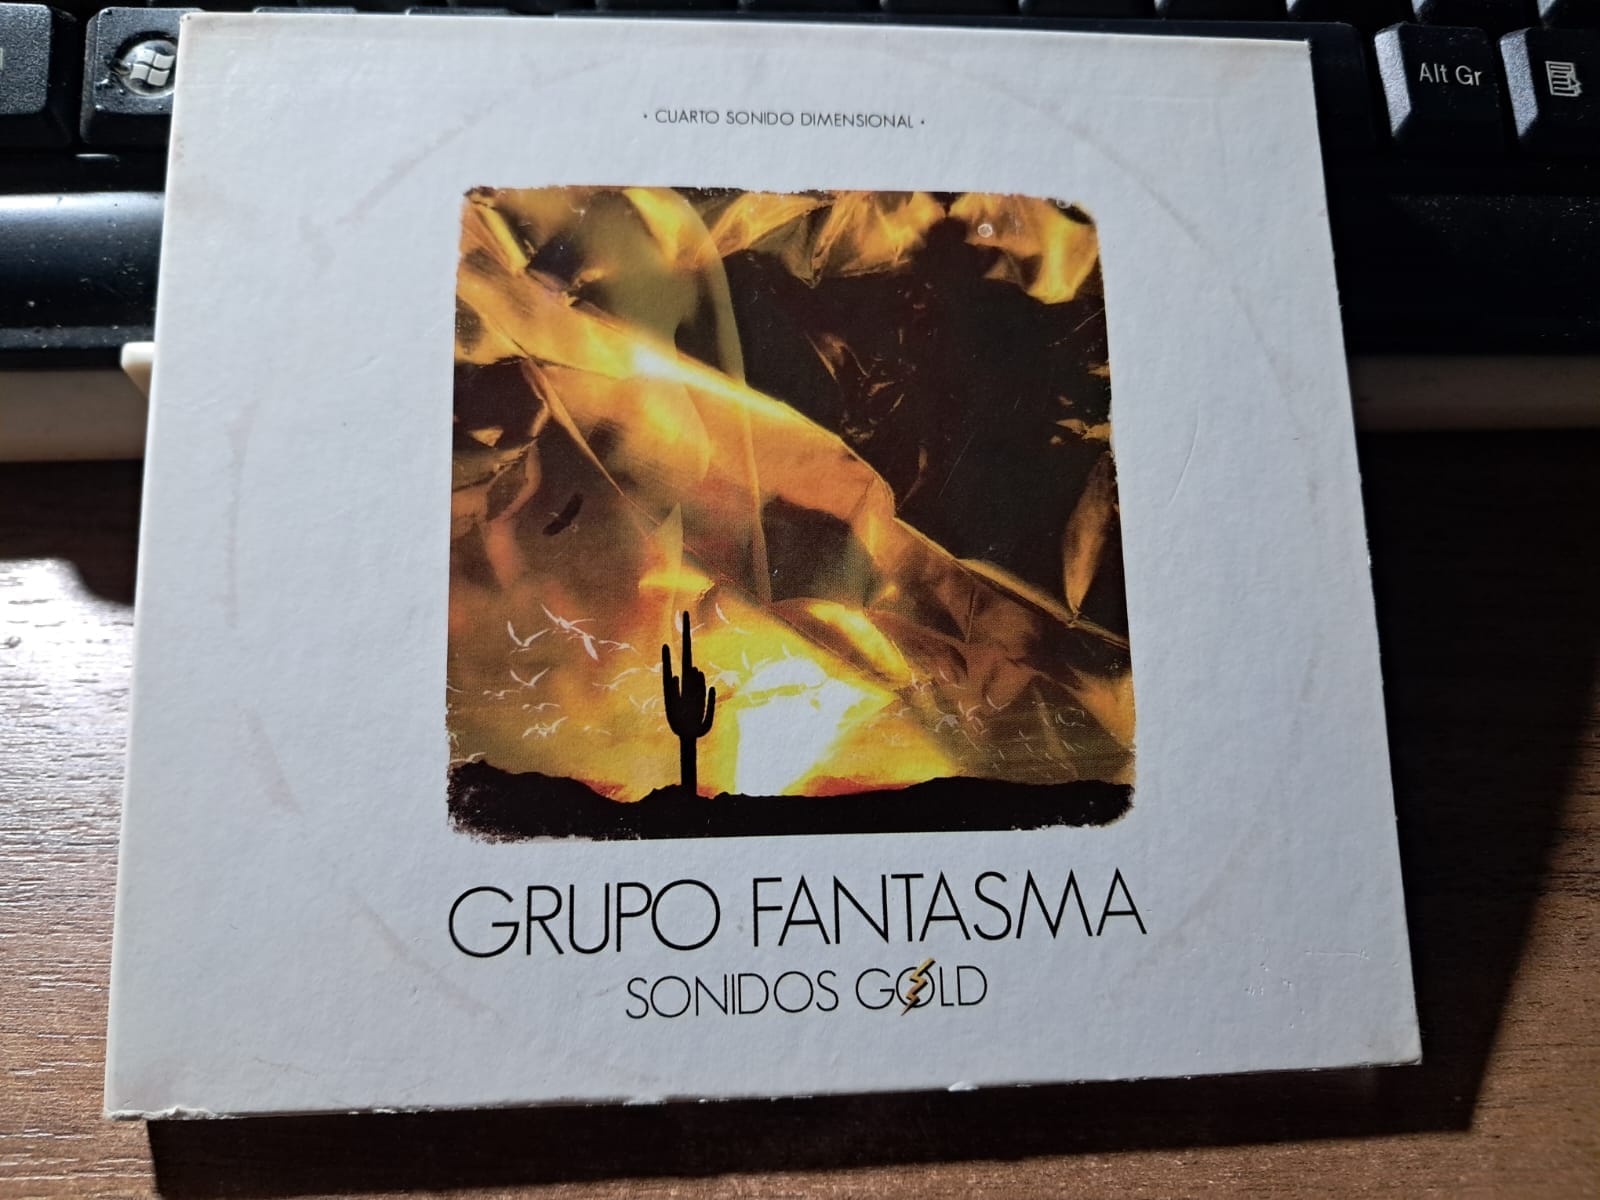 Alt Gr
· CUARTO SONIDO DIMENSIONAL ·
GRUPO FANTASMA
SONIDOS GOLD